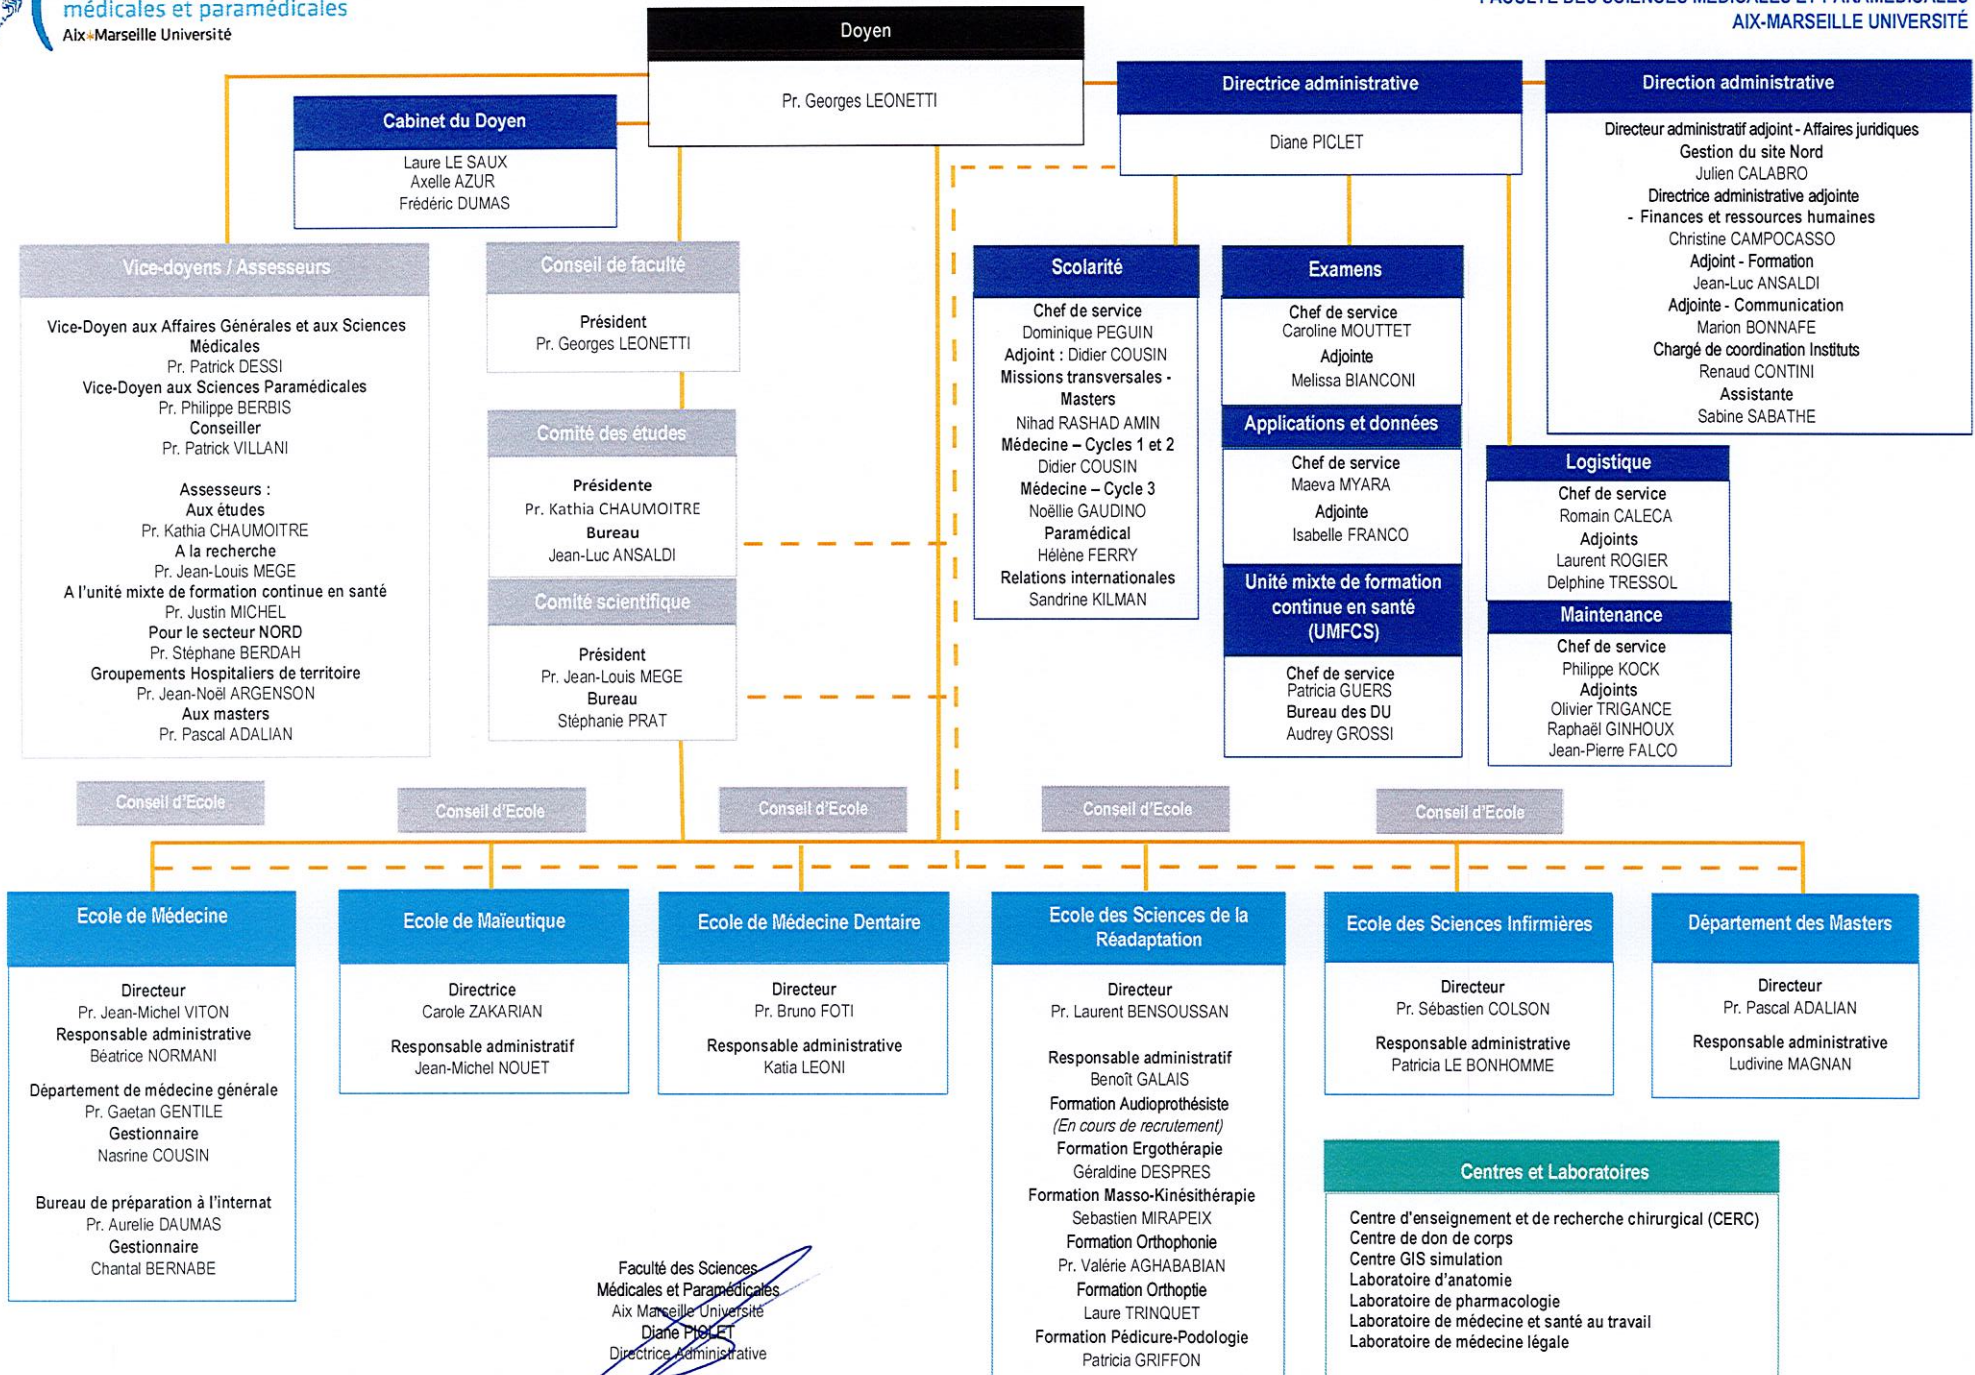 médicales et paramédicales
Aix*Marseille Université
FACULTÉ DES SCIENCES MÉDICALES ET PARAMÉDICALES
AIX-MARSEILLE UNIVERSITÉ
Doyen
Pr. Georges LEONETTI
Cabinet du Doyen
Laure LE SAUX
Axelle AZUR
Frédéric DUMAS
Directrice administrative
Diane PICLET
Direction administrative
Directeur administratif adjoint - Affaires juridiques
Gestion du site Nord
Julien CALABRO
Directrice administrative adjointe
- Finances et ressources humaines
Christine CAMPOCASSO
Adjoint - Formation
Jean-Luc ANSALDI
Adjointe - Communication
Marion BONNAFE
Chargé de coordination Instituts
Renaud CONTINI
Assistante
Sabine SABATHE
Vice-doyens / Assesseurs
Vice-Doyen aux Affaires Générales et aux Sciences
Médicales
Pr. Patrick DESSI
Vice-Doyen aux Sciences Paramédicales
Pr. Philippe BERBIS
Conseiller
Pr. Patrick VILLANI
Assesseurs :
Aux études
Pr. Kathia CHAUMOITRE
A la recherche
Pr. Jean-Louis MEGE
A l'unité mixte de formation continue en santé
Pr. Justin MICHEL
Pour le secteur NORD
Pr. Stéphane BERDAH
Groupements Hospitaliers de territoire
Pr. Jean-Noël ARGENSON
Aux masters
Pr. Pascal ADALIAN
Conseil de faculté
Président
Pr. Georges LEONETTI
Comité des études
Présidente
Pr. Kathia CHAUMOITRE
Bureau
Jean-Luc ANSALDI
Comité scientifique
Président
Pr. Jean-Louis MEGE
Bureau
Stéphanie PRAT
Scolarité
Chef de service
Dominique PEGUIN
Adjoint : Didier COUSIN
Missions transversales -
Masters
Nihad RASHAD AMIN
Médecine – Cycles 1 et 2
Didier COUSIN
Médecine – Cycle 3
Noëllie GAUDINO
Paramédical
Hélène FERRY
Relations internationales
Sandrine KILMAN
Examens
Chef de service
Caroline MOUTTET
Adjointe
Melissa BIANCONI
Applications et données
Chef de service
Maeva MYARA
Adjointe
Isabelle FRANCO
Unité mixte de formation
continue en santé
(UMFCS)
Chef de service
Patricia GUERS
Bureau des DU
Audrey GROSSI
Logistique
Chef de service
Romain CALECA
Adjoints
Laurent ROGIER
Delphine TRESSOL
Maintenance
Chef de service
Philippe KOCK
Adjoints
Olivier TRIGANCE
Raphaël GINHOUX
Jean-Pierre FALCO
Conseil d'Ecole
Conseil d'Ecole
Conseil d'Ecole
Conseil d'Ecole
Conseil d'Ecole
Ecole de Médecine
Directeur
Pr. Jean-Michel VITON
Responsable administrative
Béatrice NORMANI
Département de médecine générale
Pr. Gaetan GENTILE
Gestionnaire
Nasrine COUSIN
Bureau de préparation à l'internat
Pr. Aurelie DAUMAS
Gestionnaire
Chantal BERNABE
Ecole de Maïeutique
Directrice
Carole ZAKARIAN
Responsable administratif
Jean-Michel NOUET
Ecole de Médecine Dentaire
Directeur
Pr. Bruno FOTI
Responsable administrative
Katia LEONI
Ecole des Sciences de la
Réadaptation
Directeur
Pr. Laurent BENSOUSSAN
Responsable administratif
Benoît GALAIS
Formation Audioprothésiste
(En cours de recrutement)
Formation Ergothérapie
Géraldine DESPRES
Formation Masso-Kinésithérapie
Sebastien MIRAPEIX
Formation Orthophonie
Pr. Valérie AGHABABIAN
Formation Orthoptie
Laure TRINQUET
Formation Pédicure-Podologie
Patricia GRIFFON
Ecole des Sciences Infirmières
Directeur
Pr. Sébastien COLSON
Responsable administrative
Patricia LE BONHOMME
Département des Masters
Directeur
Pr. Pascal ADALIAN
Responsable administrative
Ludivine MAGNAN
Centres et Laboratoires
Centre d'enseignement et de recherche chirurgical (CERC)
Centre de don de corps
Centre GIS simulation
Laboratoire d'anatomie
Laboratoire de pharmacologie
Laboratoire de médecine et santé au travail
Laboratoire de médecine légale
Faculté des Sciences
Médicales et Paramédicales
Aix Marseille Université
Diane PICLET
Directrice Administrative